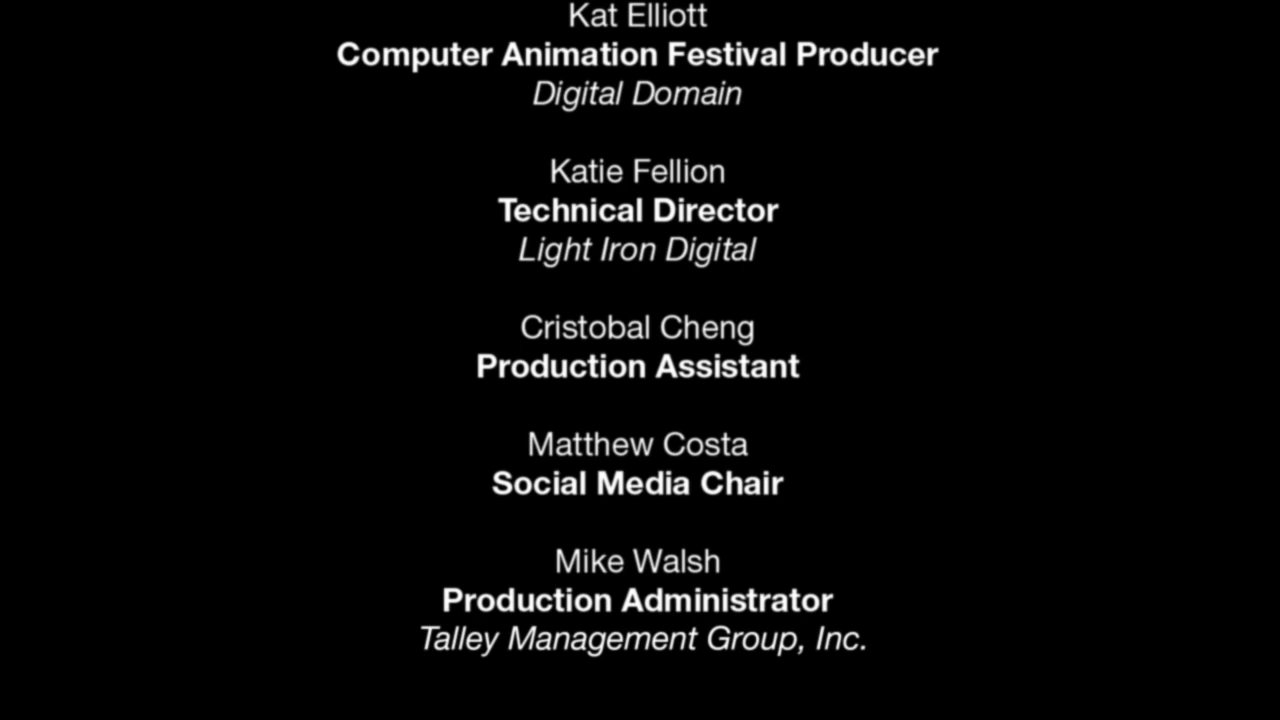 Kat Elliott
Computer Animation Festival Producer
Digital Domain
Katie Fellion
Technical Director
Light Iron Digital
Cristobal Cheng
Production Assistant
Matthew Costa
Social Media Chair
Mike Walsh
Production Administrator
Talley Management Group, Inc.